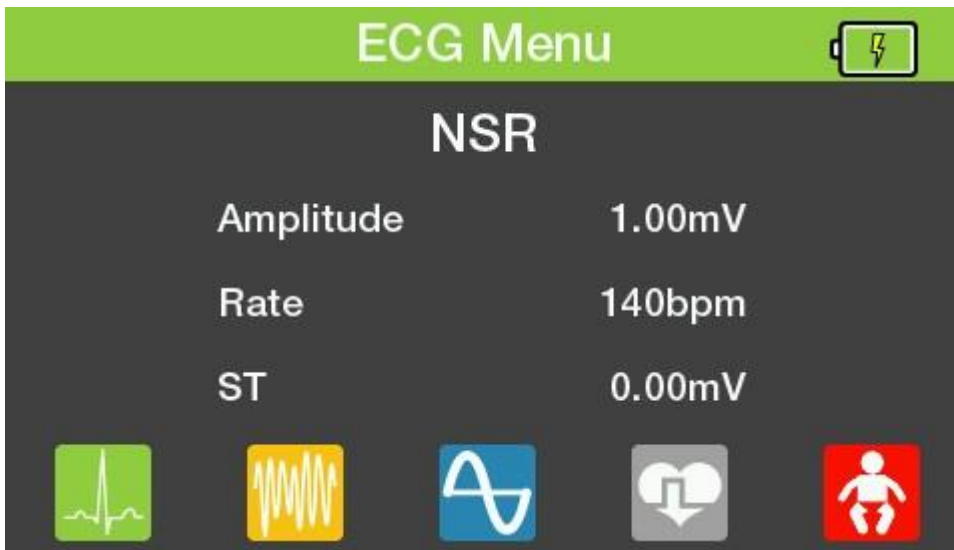 ECG Menu
NSR
Amplitude 1.00mV
Rate 140bpm
ST 0.00mV